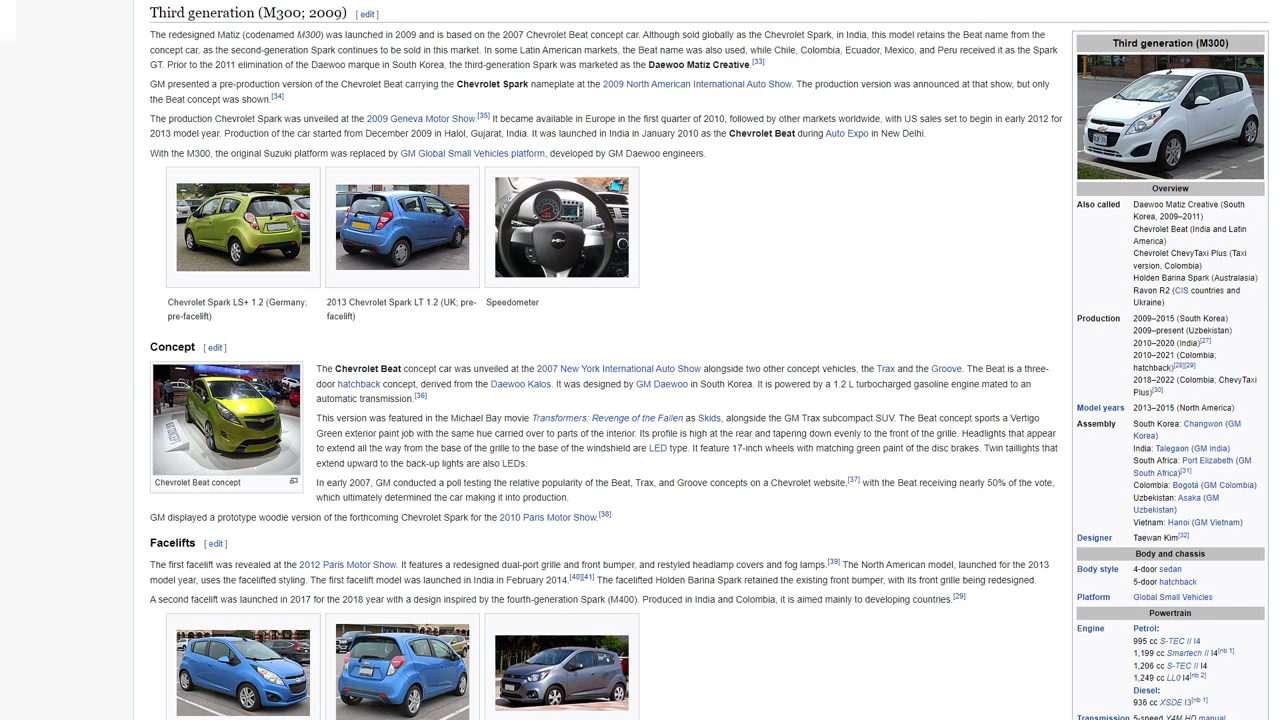 Third generation (M300; 2009) [ edit ]
The redesigned Matiz (codenamed M300) was launched in 2009 and is based on the 2007 Chevrolet Beat concept car. Although sold globally as the Chevrolet Spark, in India, this model retains the Beat name from the
concept car, as the second-generation Spark continues to be sold in this market. In some Latin American markets, the Beat name was also used, while Chile, Colombia, Ecuador, Mexico, and Peru received it as the Spark
GT. Prior to the 2011 elimination of the Daewoo marque in South Korea, the third-generation Spark was marketed as the Daewoo Matiz Creative.[33]
GM presented a pre-production version of the Chevrolet Beat carrying the Chevrolet Spark nameplate at the 2009 North American International Auto Show. The production version was announced at that show, but only
the Beat concept was shown.[34]
The production Chevrolet Spark was unveiled at the 2009 Geneva Motor Show.[35] It became available in Europe in the first quarter of 2010, followed by other markets worldwide, with US sales set to begin in early 2012 for
2013 model year. Production of the car started from December 2009 in Halol, Gujarat, India. It was launched in India in January 2010 as the Chevrolet Beat during Auto Expo in New Delhi.
With the M300, the original Suzuki platform was replaced by GM Global Small Vehicles platform, developed by GM Daewoo engineers.
Chevrolet Spark LS+ 1.2 (Germany;
pre-facelift)
2013 Chevrolet Spark LT 1.2 (UK; pre-
facelift)
Speedometer
Concept [ edit ]
The Chevrolet Beat concept car was unveiled at the 2007 New York International Auto Show alongside two other concept vehicles, the Trax and the Groove. The Beat is a three-
door hatchback concept, derived from the Daewoo Kalos. It was designed by GM Daewoo in South Korea. It is powered by a 1.2 L turbocharged gasoline engine mated to an
automatic transmission.[36]
This version was featured in the Michael Bay movie Transformers: Revenge of the Fallen as Skids, alongside the GM Trax subcompact SUV. The Beat concept sports a Vertigo
Green exterior paint job with the same hue carried over to parts of the interior. Its profile is high at the rear and tapering down evenly to the front of the grille. Headlights that appear
to extend all the way from the base of the grille to the base of the windshield are LED type. It feature 17-inch wheels with matching green paint of the disc brakes. Twin taillights that
extend upward to the back-up lights are also LEDs.
Chevrolet Beat concept
In early 2007, GM conducted a poll testing the relative popularity of the Beat, Trax, and Groove concepts on a Chevrolet website,[37] with the Beat receiving nearly 50% of the vote,
which ultimately determined the car making it into production.
GM displayed a prototype woodie version of the forthcoming Chevrolet Spark for the 2010 Paris Motor Show.[38]
Facelifts [ edit ]
The first facelift was revealed at the 2012 Paris Motor Show. It features a redesigned dual-port grille and front bumper, and restyled headlamp covers and fog lamps.[39] The North American model, launched for the 2013
model year, uses the facelifted styling. The first facelift model was launched in India in February 2014.[40][41] The facelifted Holden Barina Spark retained the existing front bumper, with its front grille being redesigned.
A second facelift was launched in 2017 for the 2018 year with a design inspired by the fourth-generation Spark (M400). Produced in India and Colombia, it is aimed mainly to developing countries.[29]
Third generation (M300)
Overview
Also called Daewoo Matiz Creative (South
Korea, 2009–2011)
Chevrolet Beat (India and Latin
America)
Chevrolet ChevyTaxi Plus (Taxi
version, Colombia)
Holden Barina Spark (Australasia)
Ravon R2 (CIS countries and
Ukraine)
Production 2009–2015 (South Korea)
2009–present (Uzbekistan)
2010–2020 (India)[27]
2010–2021 (Colombia;
hatchback)[28][29]
2018–2022 (Colombia; ChevyTaxi
Plus)[30]
Model years 2013–2015 (North America)
Assembly South Korea: Changwon (GM
Korea)
India: Talegaon (GM India)
South Africa: Port Elizabeth (GM
South Africa)[31]
Colombia: Bogotá (GM Colombia)
Uzbekistan: Asaka (GM
Uzbekistan)
Vietnam: Hanoi (GM Vietnam)
Designer Taewan Kim[32]
Body and chassis
Body style 4-door sedan
5-door hatchback
Platform Global Small Vehicles
Powertrain
Engine Petrol:
995 cc S-TEC II I4
1,199 cc Smartech II I4[nb 1]
1,206 cc S-TEC II I4
1,249 cc LL0 I4[nb 2]
Diesel:
936 cc XSDE I3[nb 1]
Transmission 5-speed Y4M HD manual